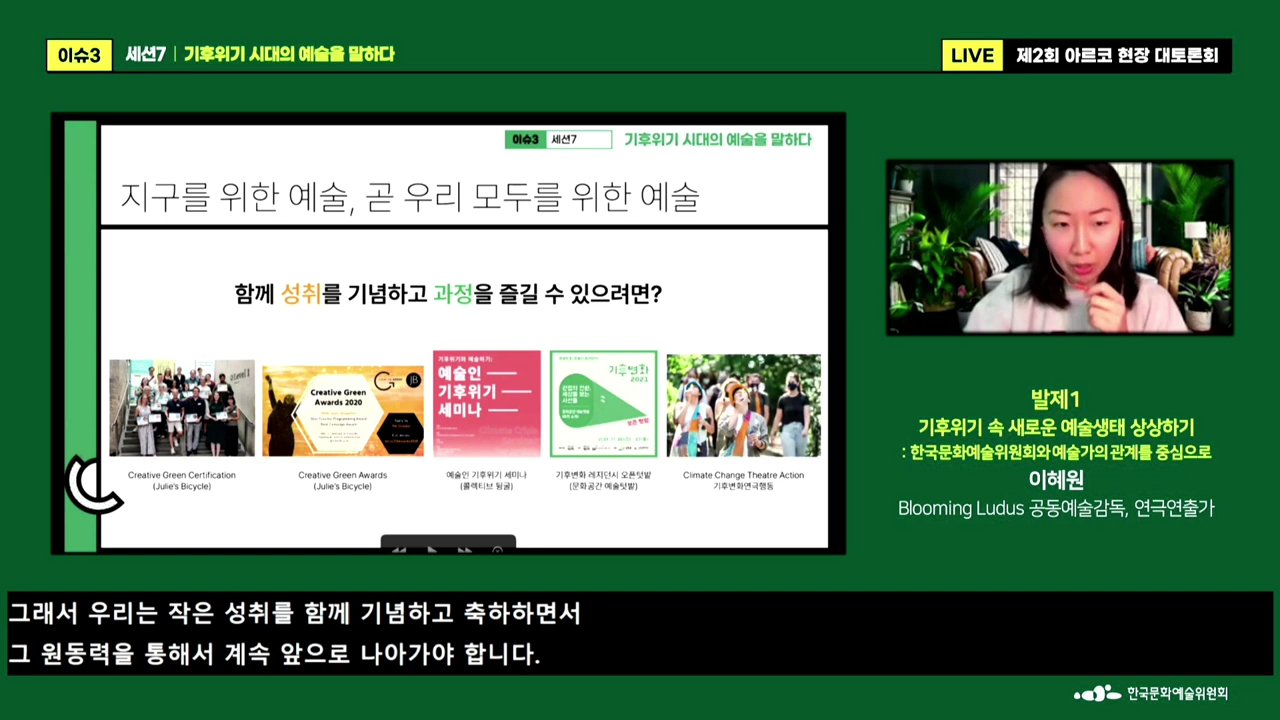 이슈3
세션7 | 기후위기 시대의 예술을 말하다
LIVE
제2회 아르코 현장 대토론회
이슈3 세션7 기후위기 시대의 예술을 말하다
지구를 위한 예술, 곧 우리 모두를 위한 예술
함께 성취를 기념하고 과정을 즐길 수 있으려면?
Creative Green
Awards 2020
JB
기후위기와 예술하기:
예술인
기후위기
세미나
기후변화
2021
Creative Green Certification
(Julie's Bicycle)
Creative Green Awards
(Julie's Bicycle)
예술인 기후위기 세미나
(콜렉티브 뒹굴)
기후변화 레지던시 오픈텃밭
(문화공간 예술텃밭)
Climate Change Theatre Action
기후변화연극행동
발제1
기후위기 속 새로운 예술생태 상상하기
: 한국문화예술위원회와 예술가의 관계를 중심으로
이혜원
Blooming Ludus 공동예술감독, 연극연출가
그래서 우리는 작은 성취를 함께 기념하고 축하하면서
그 원동력을 통해서 계속 앞으로 나아가야 합니다.
한국문화예술위원회